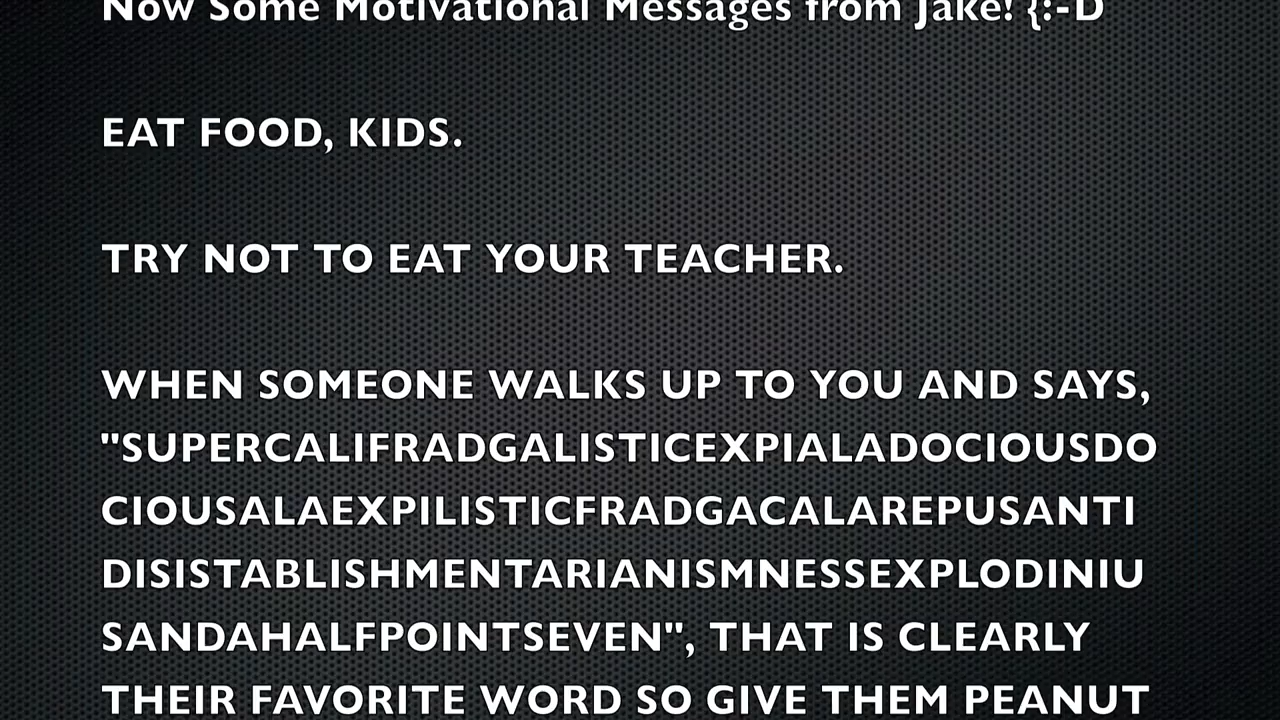 Now Some Motivational Messages from Jake! {:-D
EAT FOOD, KIDS.
TRY NOT TO EAT YOUR TEACHER.
WHEN SOMEONE WALKS UP TO YOU AND SAYS,
"SUPERCALIFRADGALISTICEXPIALADOCIOUSDO
CIOUSALAEXPILISTICFRADGACALAREPUSANTI
DISISTABLISHMENTARIANISMNESSEXPLODINIU
SANDAHALFPOINTSEVEN", THAT IS CLEARLY
THEIR FAVORITE WORD SO GIVE THEM PEANUT